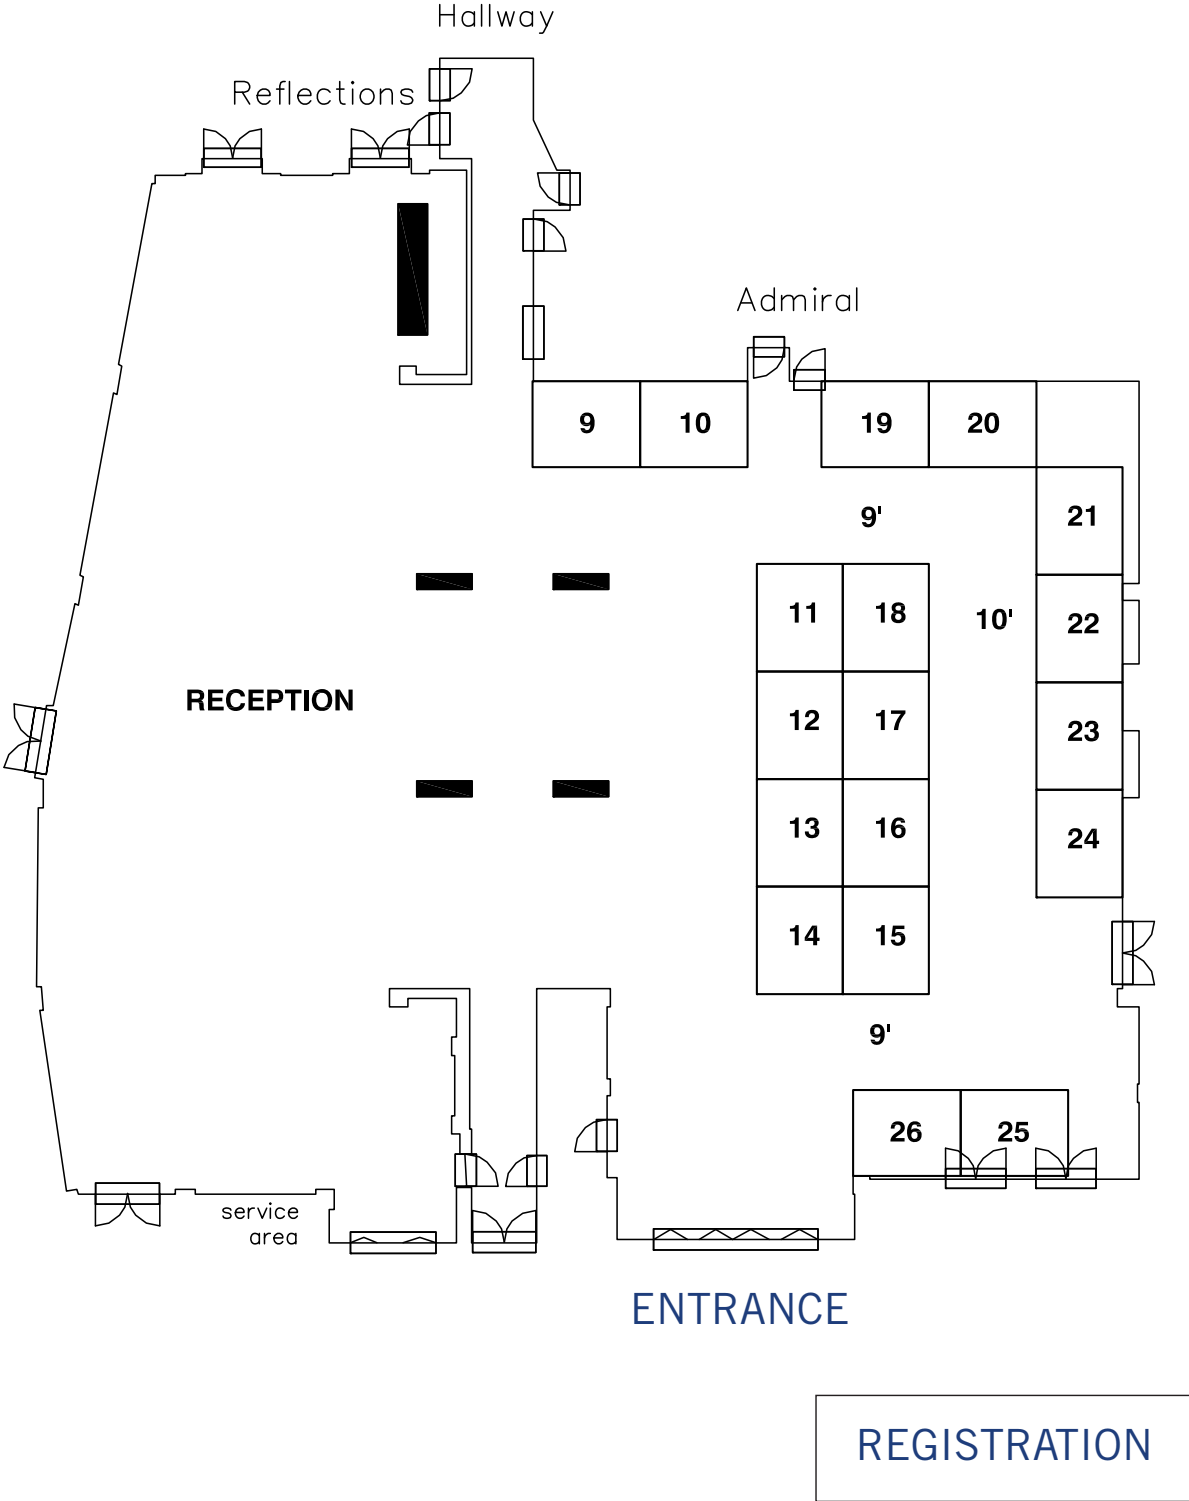 Hallway
Reflections
Admiral
9
10
19
20
9'
21
11
18
10'
22
RECEPTION
12
17
23
13
16
24
14
15
9'
26
25
service
area
ENTRANCE
REGISTRATION